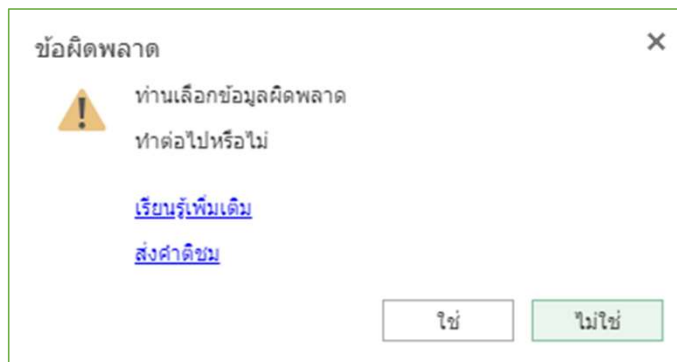 ข้อผิดพลาด
ท่านเลือกข้อมูลผิดพลาด
ทำต่อไปหรือไม่
เรียนรู้เพิ่มเติม
ส่งคำติชม
ใช่
ไม่ใช่